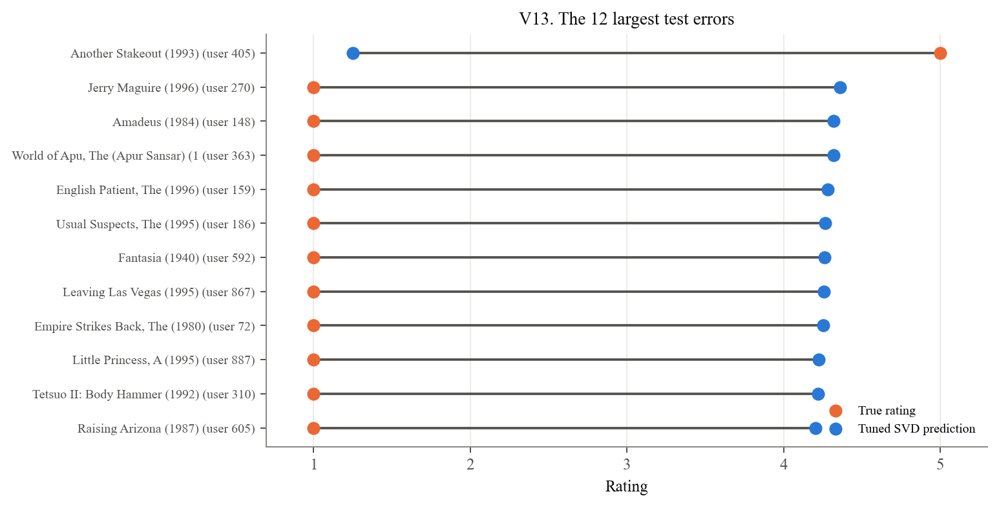 V13. The 12 largest test errors
Another Stakeout (1993) (user 405)
Jerry Maguire (1996) (user 270)
Amadeus (1984) (user 148)
World of Apu, The (Apur Sansar) (1 (user 363)
English Patient, The (1996) (user 159)
Usual Suspects, The (1995) (user 186)
Fantasia (1940) (user 592)
Leaving Las Vegas (1995) (user 867)
Empire Strikes Back, The (1980) (user 72)
Little Princess, A (1995) (user 887)
Tetsuo II: Body Hammer (1992) (user 310)
Raising Arizona (1987) (user 605)
True rating
Tuned SVD prediction
1 2 3 4 5
Rating